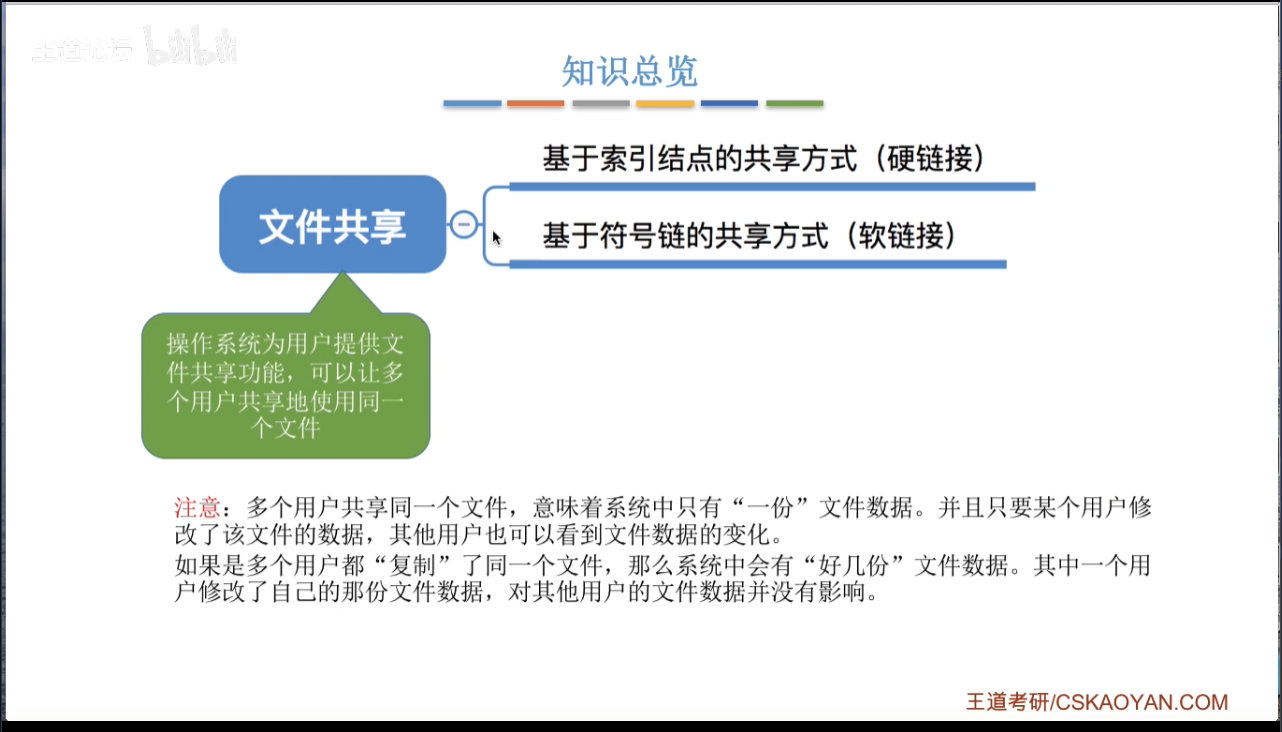 王道论坛 bilibili
知识总览
基于索引结点的共享方式（硬链接）
文件共享
基于符号链的共享方式（软链接）
操作系统为用户提供文
件共享功能，可以让多
个用户共享地使用同一
个文件
注意：多个用户共享同一个文件，意味着系统中只有“一份”文件数据。并且只要某个用户修
改了该文件的数据，其他用户也可以看到文件数据的变化。
如果是多个用户都“复制”了同一个文件，那么系统中会有“好几份”文件数据。其中一个用
户修改了自己的那份文件数据，对其他用户的文件数据并没有影响。
王道考研/CSKAOYAN.COM